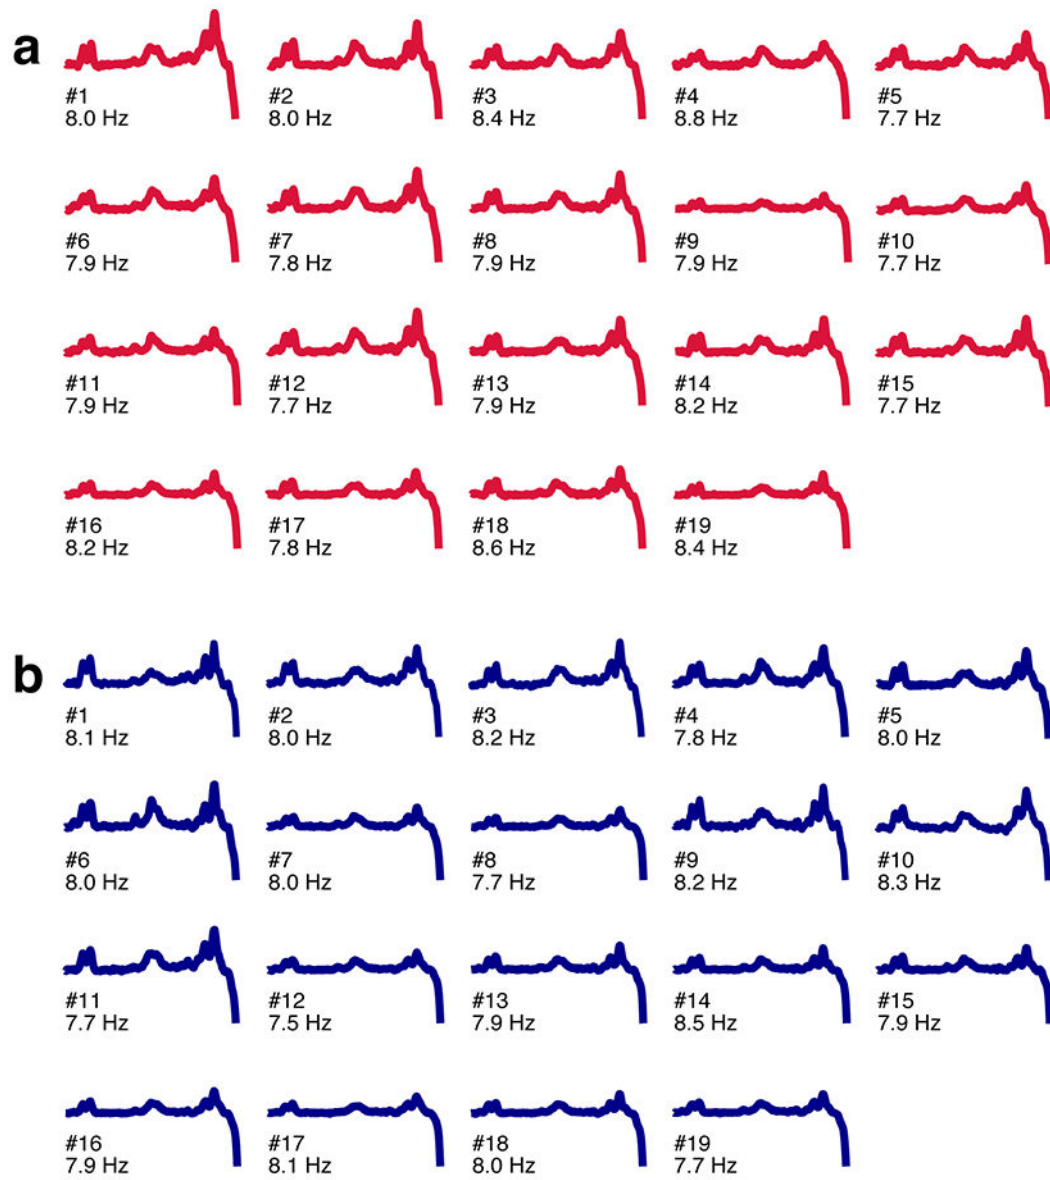 a
#1
8.0 Hz
#2
8.0 Hz
#3
8.4 Hz
#4
8.8 Hz
#5
7.7 Hz
#6
7.9 Hz
#7
7.8 Hz
#8
7.9 Hz
#9
7.9 Hz
#10
7.7 Hz
#11
7.9 Hz
#12
7.7 Hz
#13
7.9 Hz
#14
8.2 Hz
#15
7.7 Hz
#16
8.2 Hz
#17
7.8 Hz
#18
8.6 Hz
#19
8.4 Hz
b
#1
8.1 Hz
#2
8.0 Hz
#3
8.2 Hz
#4
7.8 Hz
#5
8.0 Hz
#6
8.0 Hz
#7
8.0 Hz
#8
7.7 Hz
#9
8.2 Hz
#10
8.3 Hz
#11
7.7 Hz
#12
7.5 Hz
#13
7.9 Hz
#14
8.5 Hz
#15
7.9 Hz
#16
7.9 Hz
#17
8.1 Hz
#18
8.0 Hz
#19
7.7 Hz